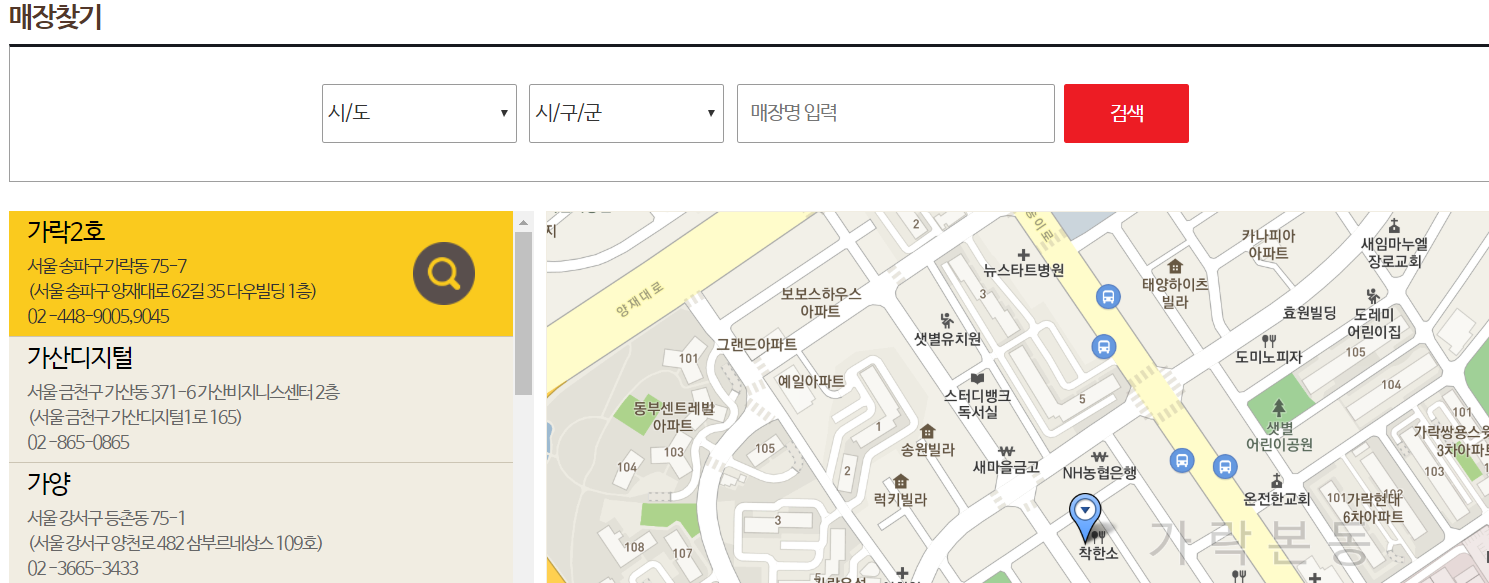 매장찾기
시/도
시/구/군
매장명 입력
검색
가락2호
서울 송파구 가락동 75-7
(서울 송파구 양재대로 62길 35 다우빌딩 1층)
02 -448-9005,9045
가산디지털
서울 금천구 가산동 371-6 가산비지니스센터 2층
(서울 금천구 가산디지털1로 165)
02 -865-0865
가양
서울 강서구 등촌동 75-1
(서울 강서구 양천로 482 삼부르네상스 109호)
02 -3665-3433
지
2
카나피아
아파트
새임마누엘
장로교회
뉴스타트병원
3
태양하이츠
빌라
양재대로
보보스하우스
아파트
효원빌딩
도레미
어린이집
샛별유치원
그랜드아파트
101
도미노피자
105
예일아파트
스터디뱅크
독서실
5
104
동부센트레빌
아파트
1
샛별
어린이공원
101
가락쌍용스윗
3차아파트
103
103
105
송원빌라
104
2
새마을금고
NH농협은행
럭키빌라
온전한교회
101
가락현대
102
6차아파트
3
착한소
가락본동
108
107